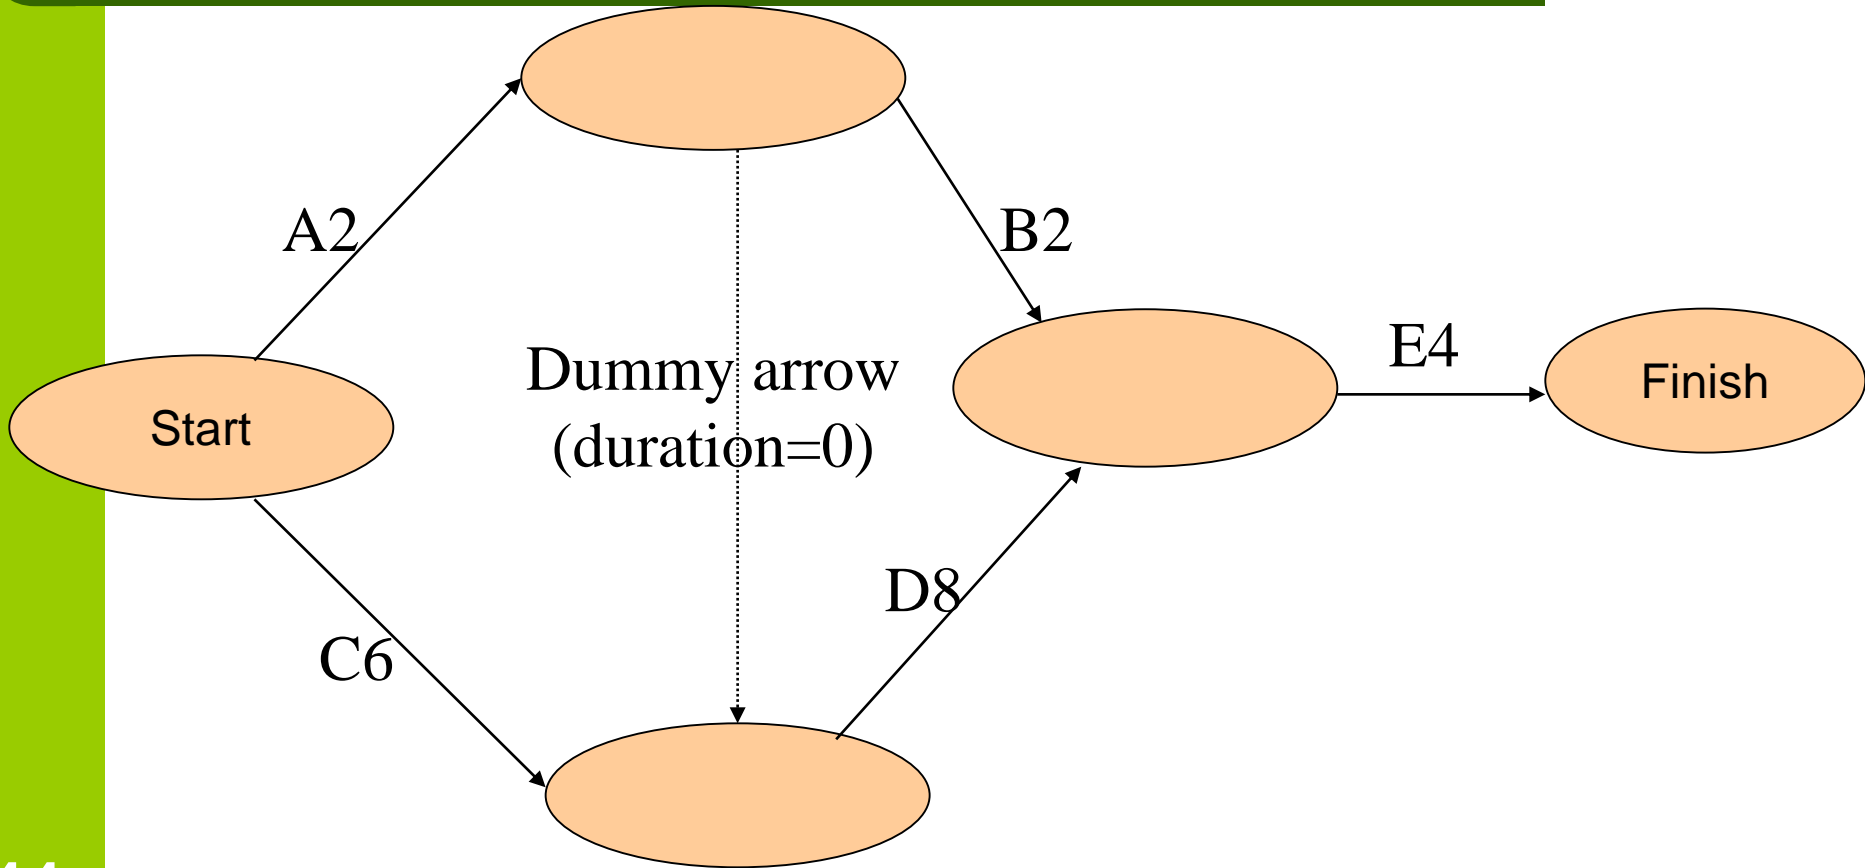 A2
B2
Dummy arrow
(duration=0)
E4
Finish
Start
D8
C6